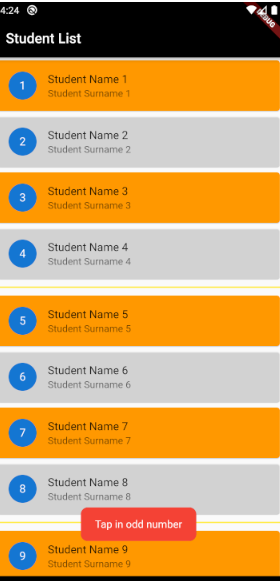 4:24
DEBUG
Student List
1
Student Name 1
Student Surname 1
2
Student Name 2
Student Surname 2
3
Student Name 3
Student Surname 3
4
Student Name 4
Student Surname 4
5
Student Name 5
Student Surname 5
6
Student Name 6
Student Surname 6
7
Student Name 7
Student Surname 7
8
Student Name 8
Student Surname 8
Tap in odd number
9
Student Name 9
Student Surname 9